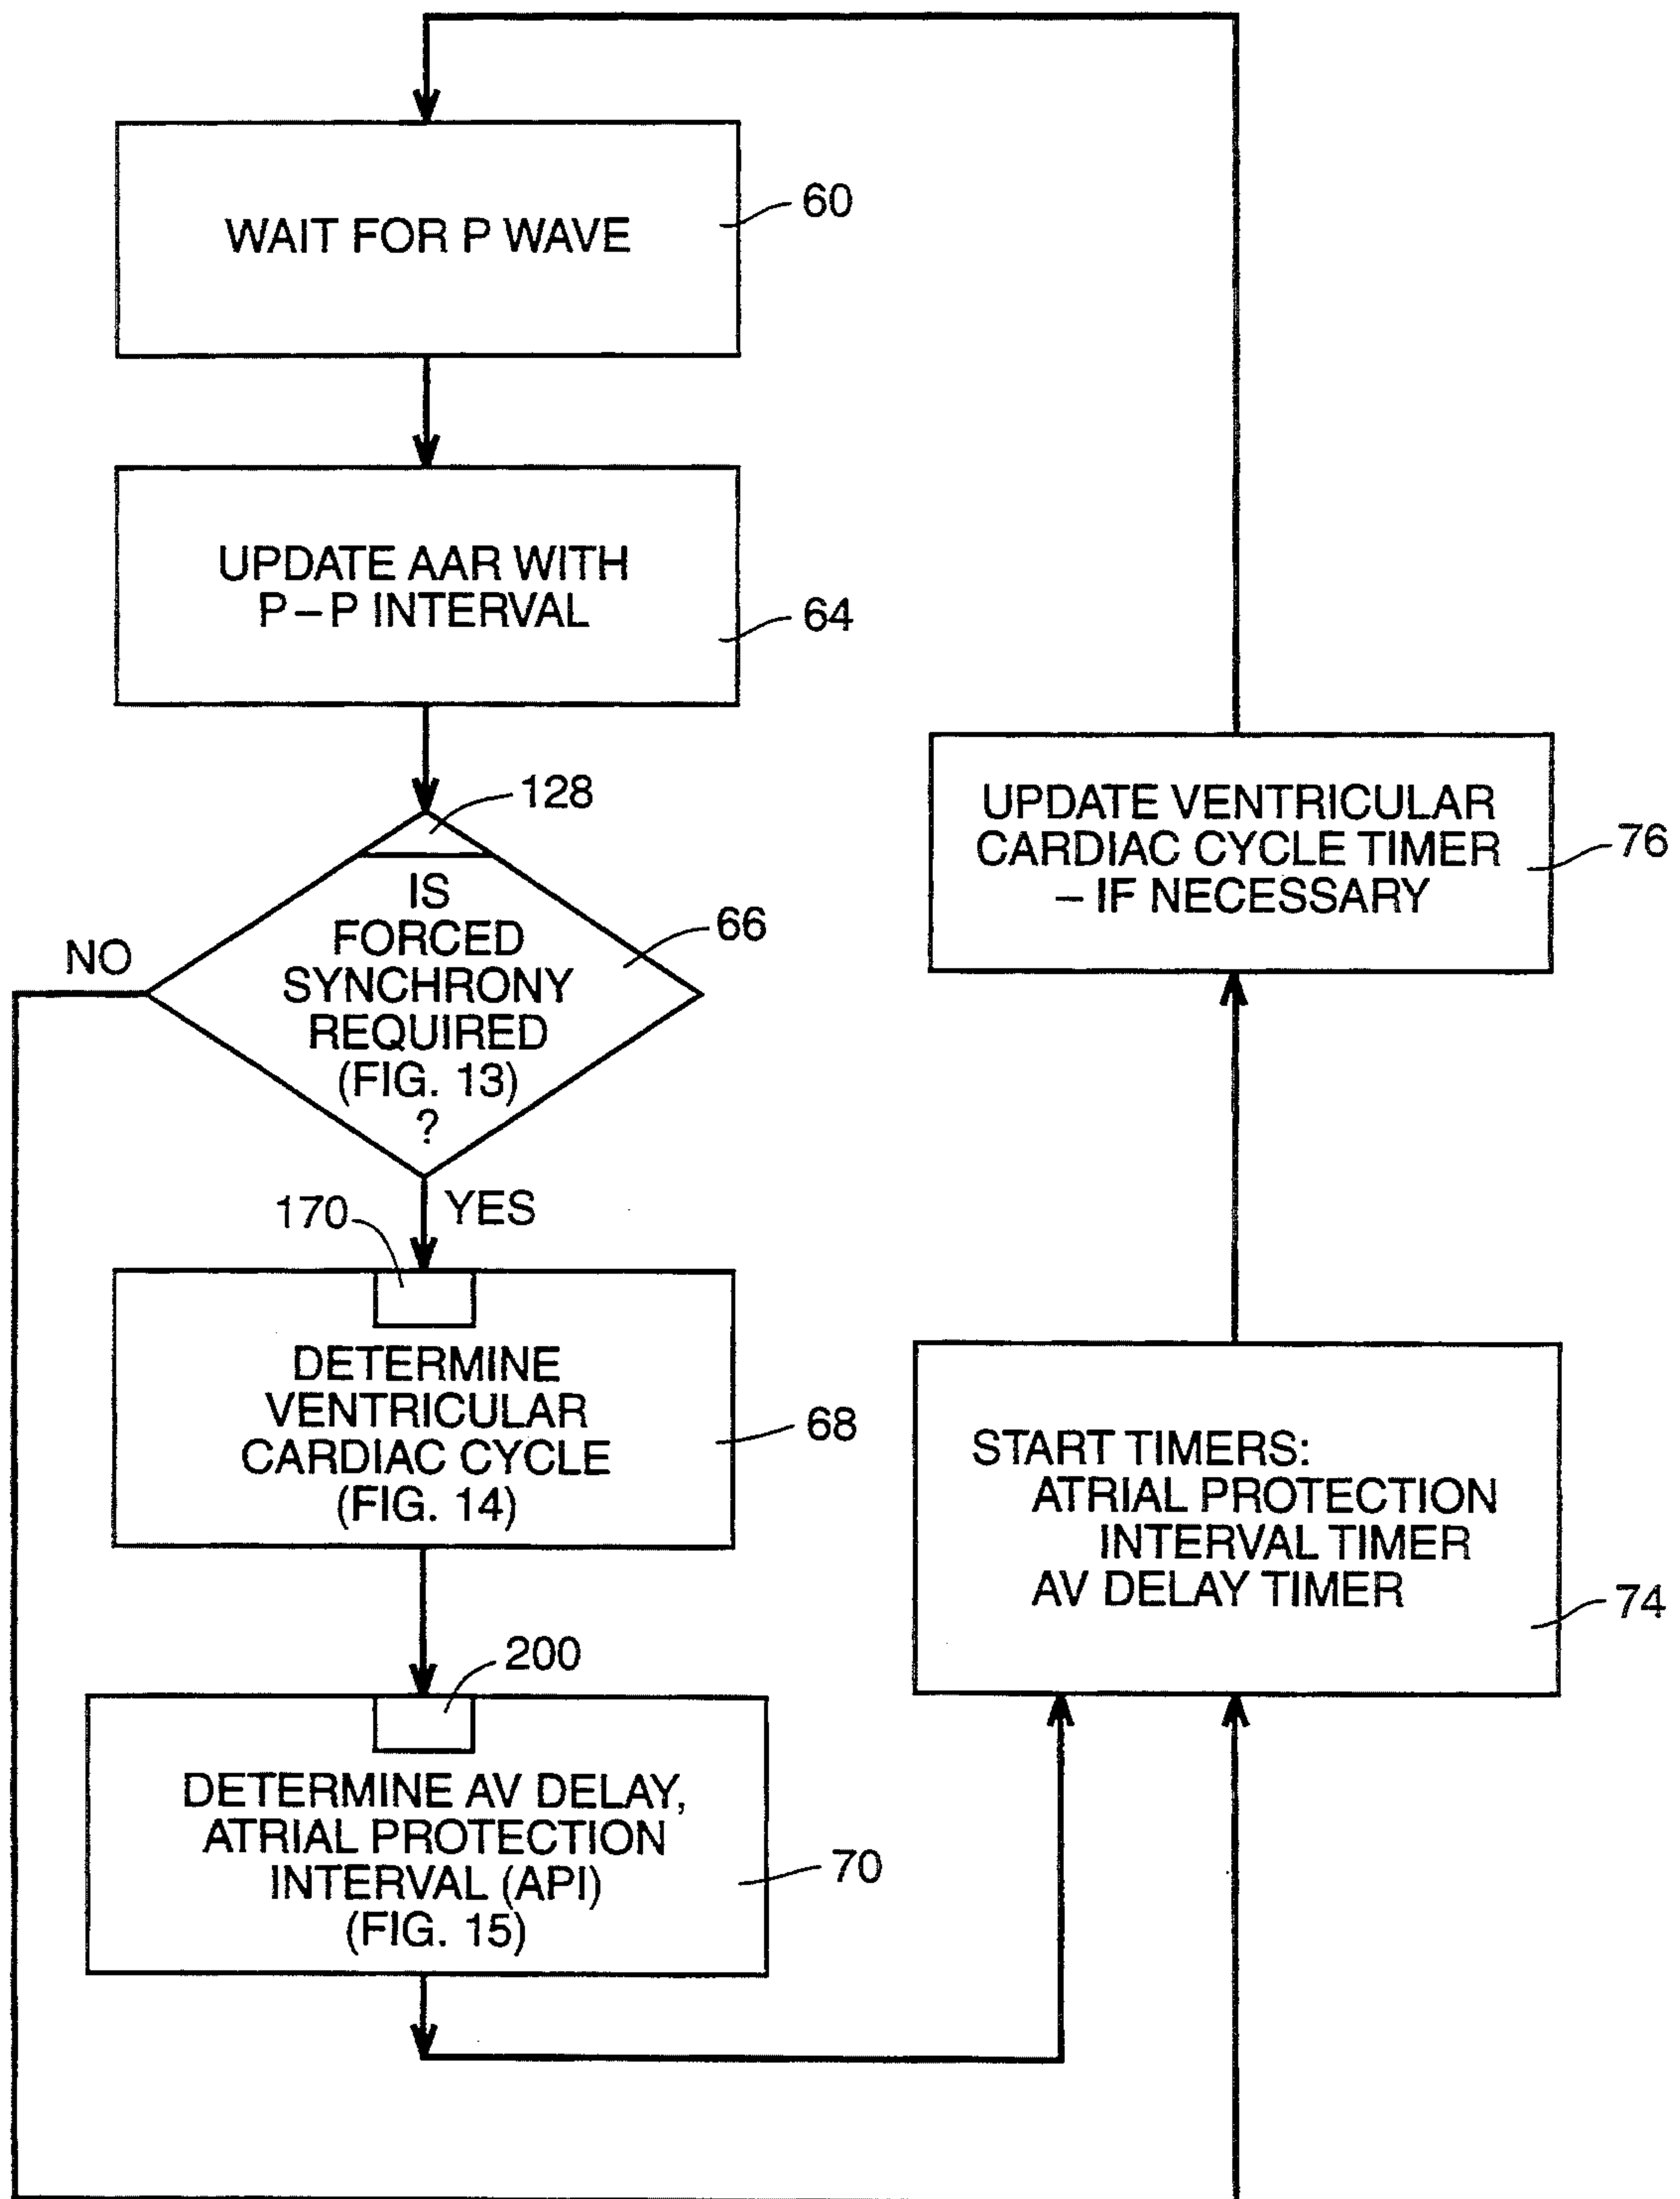 WAIT FOR P WAVE
60
UPDATE AAR WITH
P–P INTERVAL
64
128
IS
FORCED
SYNCHRONY
REQUIRED
(FIG. 13)
?
66
NO
YES
170
DETERMINE
VENTRICULAR
CARDIAC CYCLE
(FIG. 14)
68
200
DETERMINE AV DELAY,
ATRIAL PROTECTION
INTERVAL (API)
(FIG. 15)
70
START TIMERS:
ATRIAL PROTECTION
INTERVAL TIMER
AV DELAY TIMER
74
UPDATE VENTRICULAR
CARDIAC CYCLE TIMER
– IF NECESSARY
76